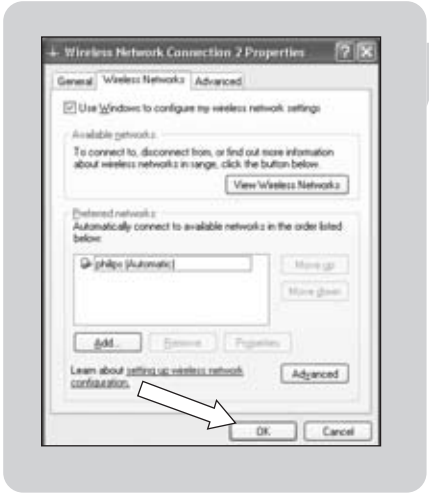 Wireless Network Connection 2 Properties
General Wireless Networks Advanced
Use Windows to configure my wireless network settings
Available networks
To connect to, disconnect from, or find out more information
about wireless networks in range, click the button below.
View Wireless Networks
Preferred networks
Automatically connect to available networks in the order listed
below:
philips (Automatic)
Move up
Move down
Add...
Remove
Properties
Learn about setting up wireless network
configuration.
Advanced
OK
Cancel